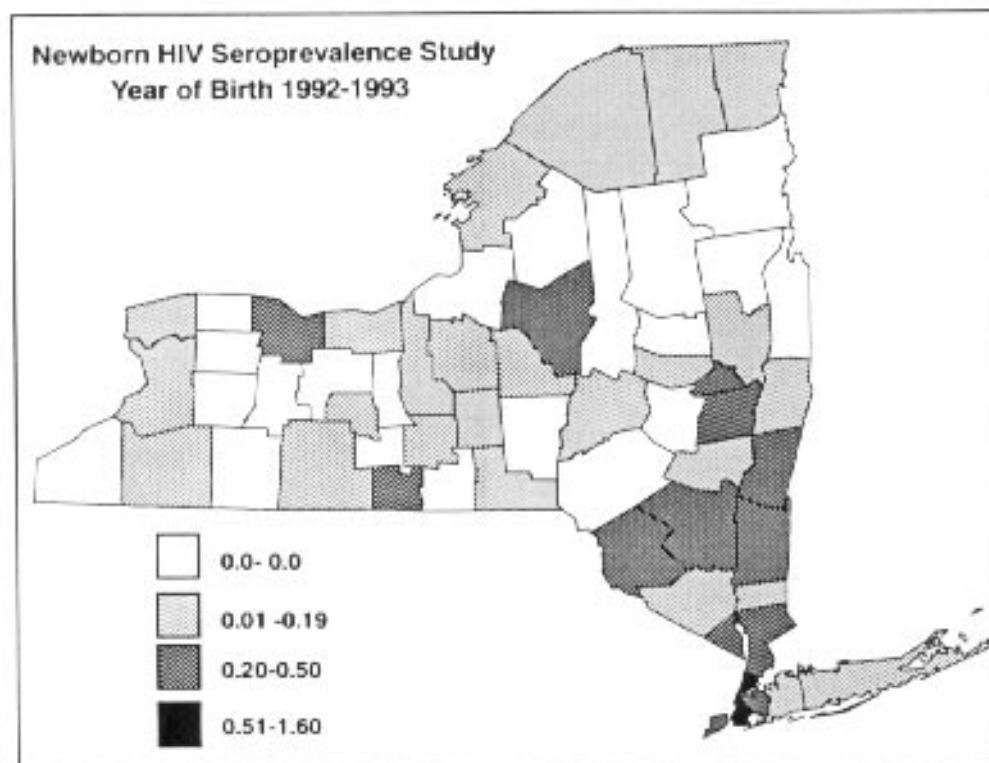 Newborn HIV Seroprevalence Study
Year of Birth 1992-1993
0.0- 0.0
0.01 -0.19
0.20-0.50
0.51-1.60